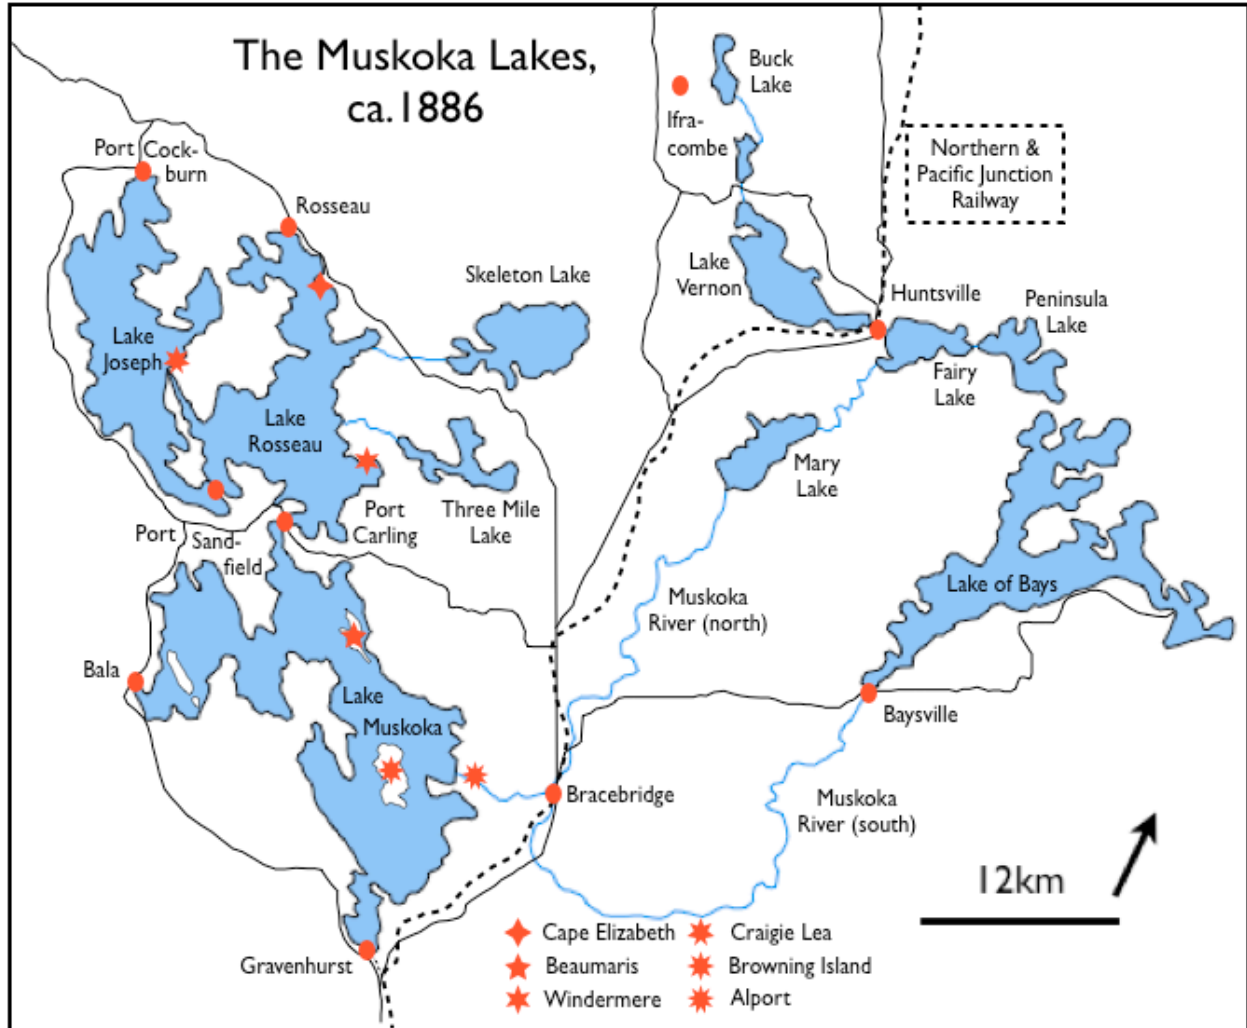 The Muskoka Lakes,
ca.1886
Buck
Lake
Ifra-
combe
Northern &
Pacific Junction
Railway
Port Cock-
burn
Rosseau
Skeleton Lake
Lake
Vernon
Huntsville
Peninsula
Lake
Lake
Joseph
Fairy
Lake
Lake
Rosseau
Mary
Lake
Three Mile
Lake
Port
Carling
Port
Sand-
field
Lake of Bays
Muskoka
River (north)
Bala
Lake
Muskoka
Baysville
Bracebridge
Muskoka
River (south)
12km
Cape Elizabeth
Craigie Lea
Beaumaris
Browning Island
Windermere
Alport
Gravenhurst